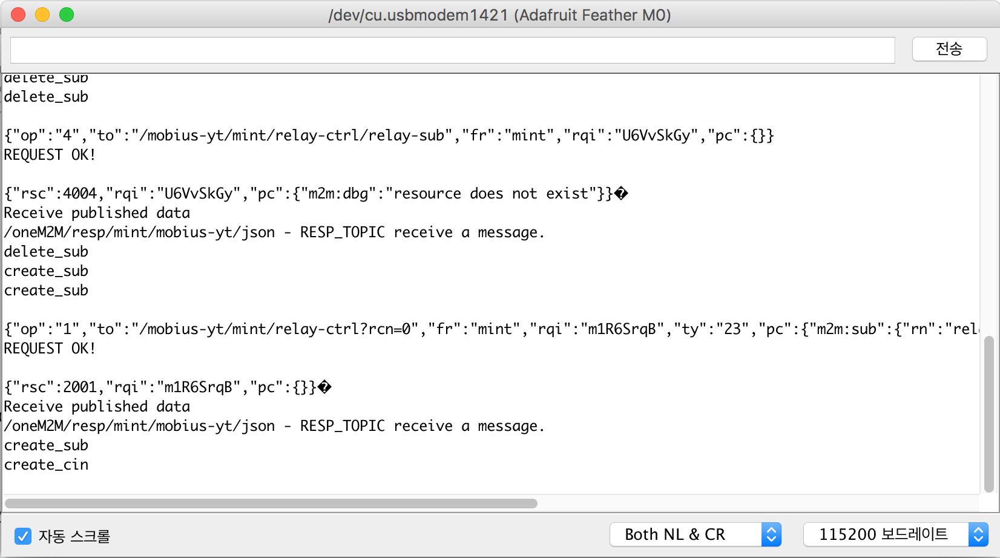 /dev/cu.usbmodem1421 (Adafruit Feather M0)
전송
delete_sub
delete_sub
{"op":"4","to":"/mobius-yt/mint/relay-ctrl/relay-sub","fr":"mint","rqi":"U6VvSkGy","pc":{}}
REQUEST OK!
{"rsc":4004,"rqi":"U6VvSkGy","pc":{"m2m:dbg":"resource does not exist"}}�
Receive published data
/oneM2M/resp/mint/mobius-yt/json - RESP_TOPIC receive a message.
delete_sub
create_sub
create_sub
{"op":"1","to":"/mobius-yt/mint/relay-ctrl?rcn=0","fr":"mint","rqi":"m1R6SrqB","ty":"23","pc":{"m2m:sub":{"rn":"rel
REQUEST OK!
{"rsc":2001,"rqi":"m1R6SrqB","pc":{}}�
Receive published data
/oneM2M/resp/mint/mobius-yt/json - RESP_TOPIC receive a message.
create_sub
create_cin
자동 스크롤
Both NL & CR
115200 보드레이트